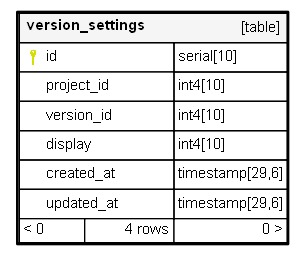 version_settings [table]
id serial[10]
project_id int4[10]
version_id int4[10]
display int4[10]
created_at timestamp[29,6]
updated_at timestamp[29,6]
< 0 4 rows 0 >